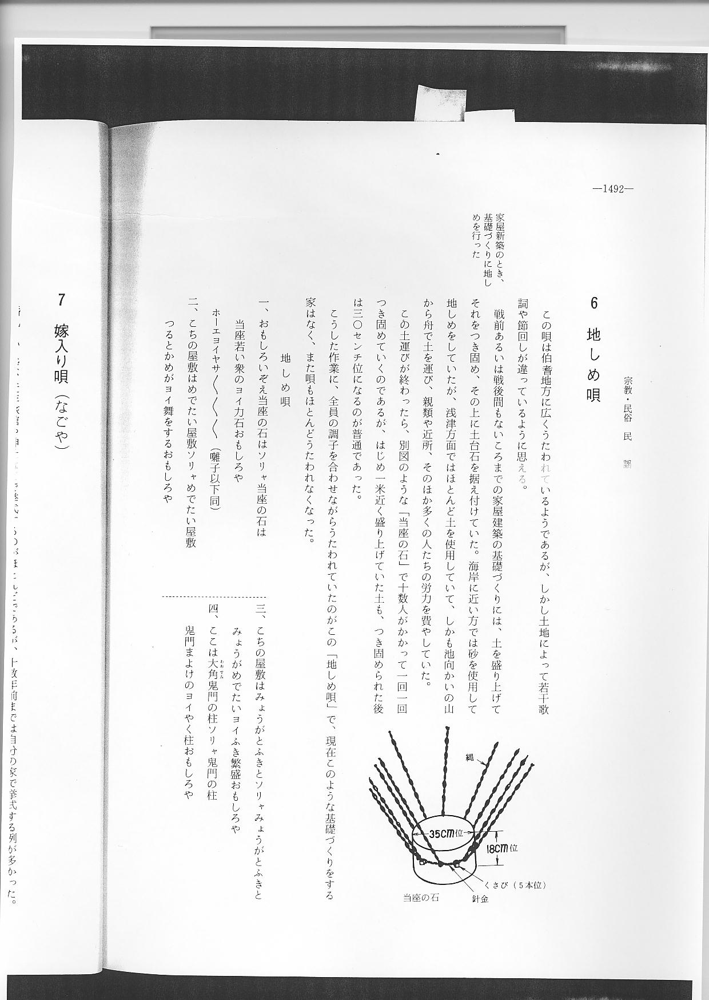 ―1492―
宗教・民俗 民 謡
6 地しめ唄
家屋新築のとき、
基礎づくりに地し
めを行った
この唄は伯耆地方に広くうたわれているようであるが、しかし土地によって若干歌
詞や節回しが違っているように思える。
戦前あるいは戦後間もないころまでの家屋建築の基礎づくりには、土を盛り上げて
それをつき固め、その上に土台石を据え付けていた。海岸に近い方では砂を使用して
地しめをしていたが、浅津方面ではほとんど土を使用していて、しかも池向かいの山
から舟で土を運び、親類や近所、そのほか多くの人たちの労力を費やしていた。
この土運びが終わったら、別図のような「当座の石」で十数人がかかって一回一回
つき固めていくのであるが、はじめ一米近く盛り上げていた土も、つき固められた後
は三〇センチ位になるのが普通であった。
こうした作業に、全員の調子を合わせながらうたわれていたのがこの「地しめ唄」で、現在このような基礎づくりをする
家はなく、また唄もほとんどうたわれなくなった。
縄
35cm位
18cm位
くさび（5本位）
針金
当座の石
地しめ唄
一、おもしろいぞえ当座の石はソリャ当座の石は
当座若い衆のヨイ力石おもしろや
ホーエヨイヤサ〱〱〱（囃子以下同）
二、こちの屋敷はめでたい屋敷ソリャめでたい屋敷
つるとかめがヨイ舞をするおもしろや
三、こちの屋敷はみょうがとふきとソリャみょうがとふきと
みょうがめでたいヨイふき繁盛おもしろや
四、ここは大角鬼門の柱ソリャ鬼門の柱
おおすみ
鬼門まよけのヨイやく柱おもしろや
7 嫁入り唄（なごや）
であるが、十数年前までは自分の家で挙式する列が多かった。